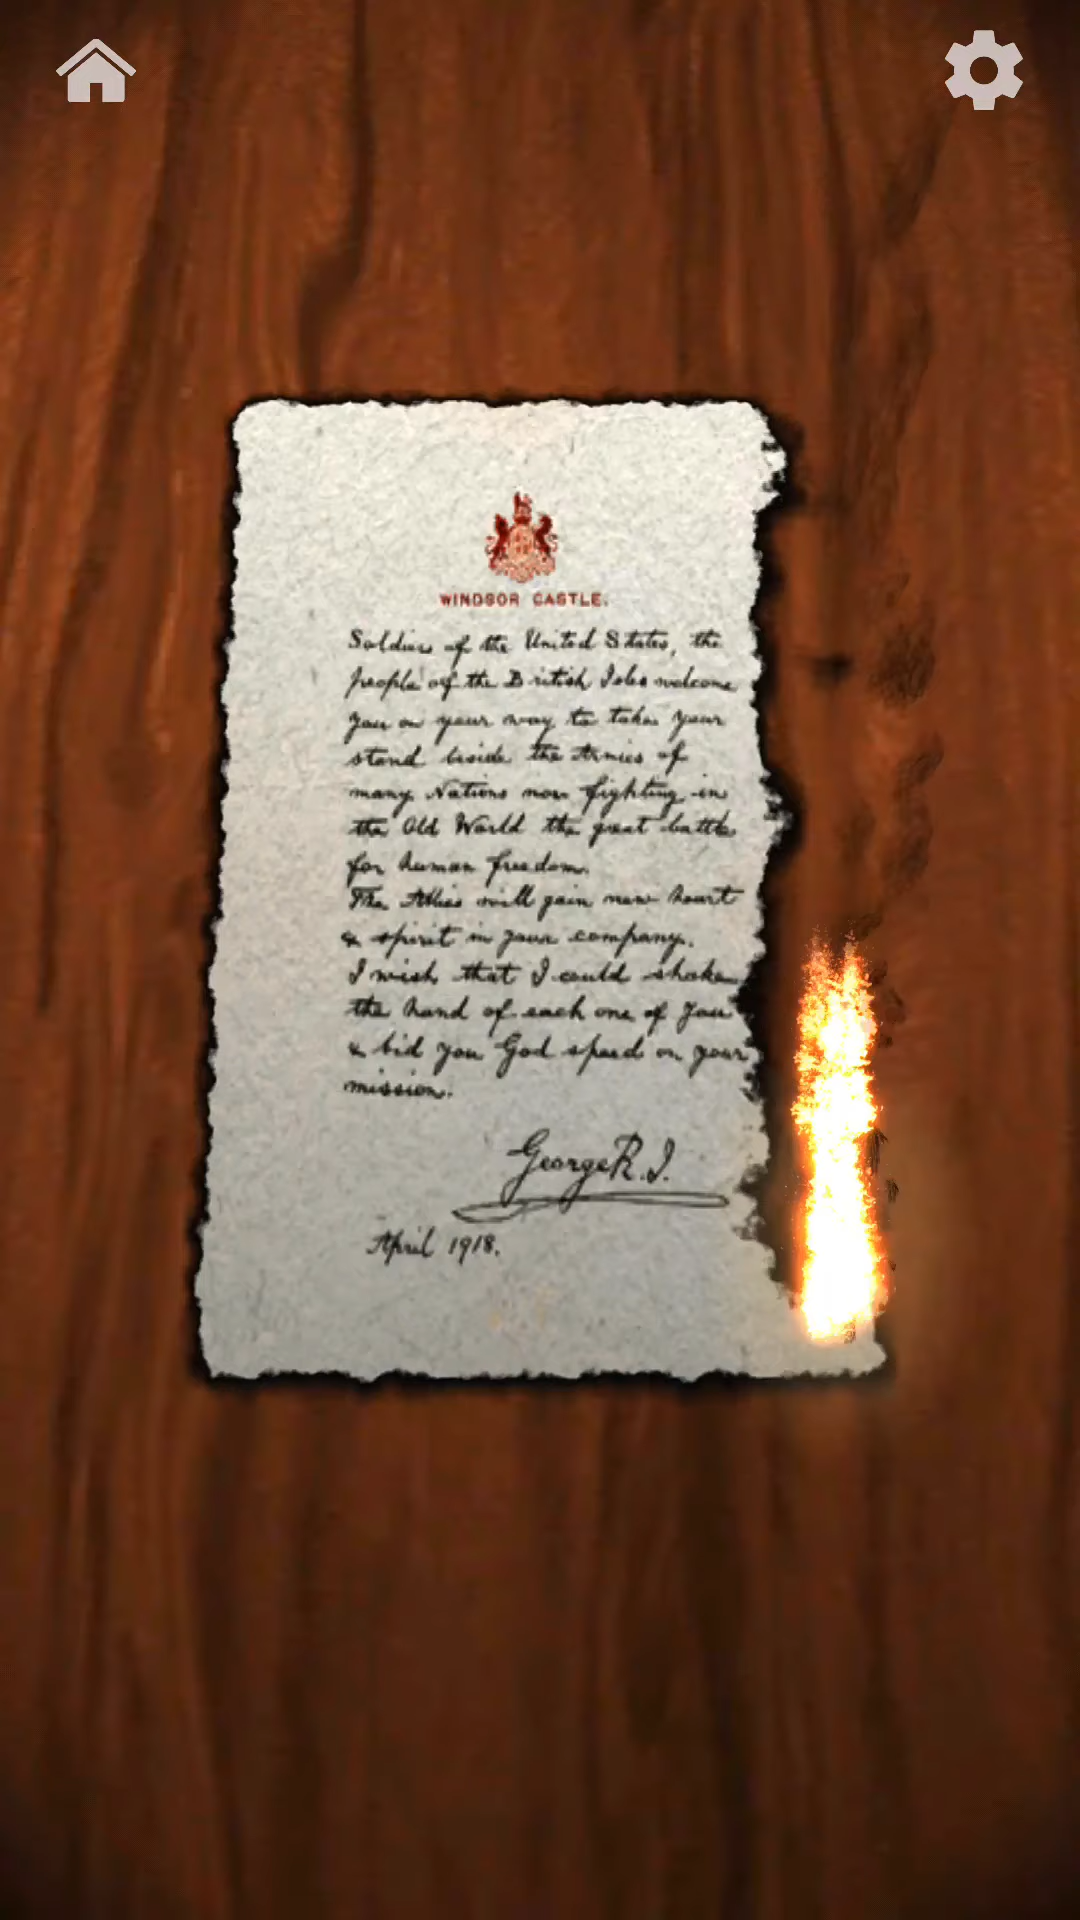 WINDSOR CASTLE.
Soldiers of the United States, the
people of the British Isles welcome
you on your way to take your
stand beside the Armies of
many Nations now fighting in
the Old World the great battle
for human freedom.
The Allies will gain new heart
& spirit in your company.
I wish that I could shake
the hand of each one of you
& bid you God speed on your
mission.
George R.I.
April 1918.